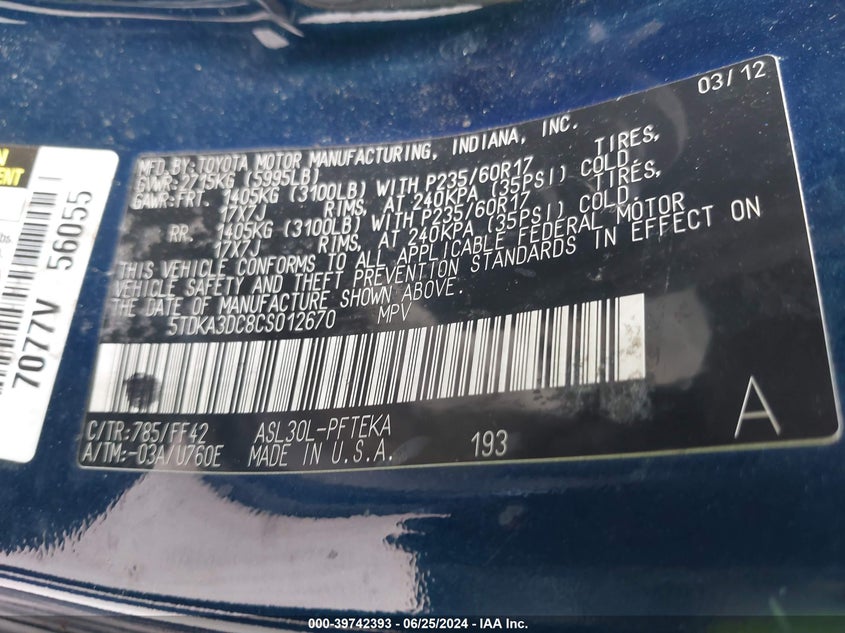 03/12
MFD.BY:TOYOTA MOTOR MANUFACTURING, INDIANA, INC.
GVWR:2715KG (5995LB)
GAWR:FRT. 1405KG (3100LB) WITH P235/60R17 TIRES,
17X7J RIMS, AT 240KPA (35PSI) COLD.
RR. 1405KG (3100LB) WITH P235/60R17 TIRES,
17X7J RIMS, AT 240KPA (35PSI) COLD.
THIS VEHICLE CONFORMS TO ALL APPLICABLE FEDERAL MOTOR
VEHICLE SAFETY AND THEFT PREVENTION STANDARDS IN EFFECT ON
THE DATE OF MANUFACTURE SHOWN ABOVE.
5TDKA3DC8CS012670 MPV
C/TR:785/FF42 ASL30L-PFTEKA
A/TM:-03A/U760E MADE IN U.S.A. 193
A
7077V 56055
000-39742393 - 06/25/2024 - IAA Inc.